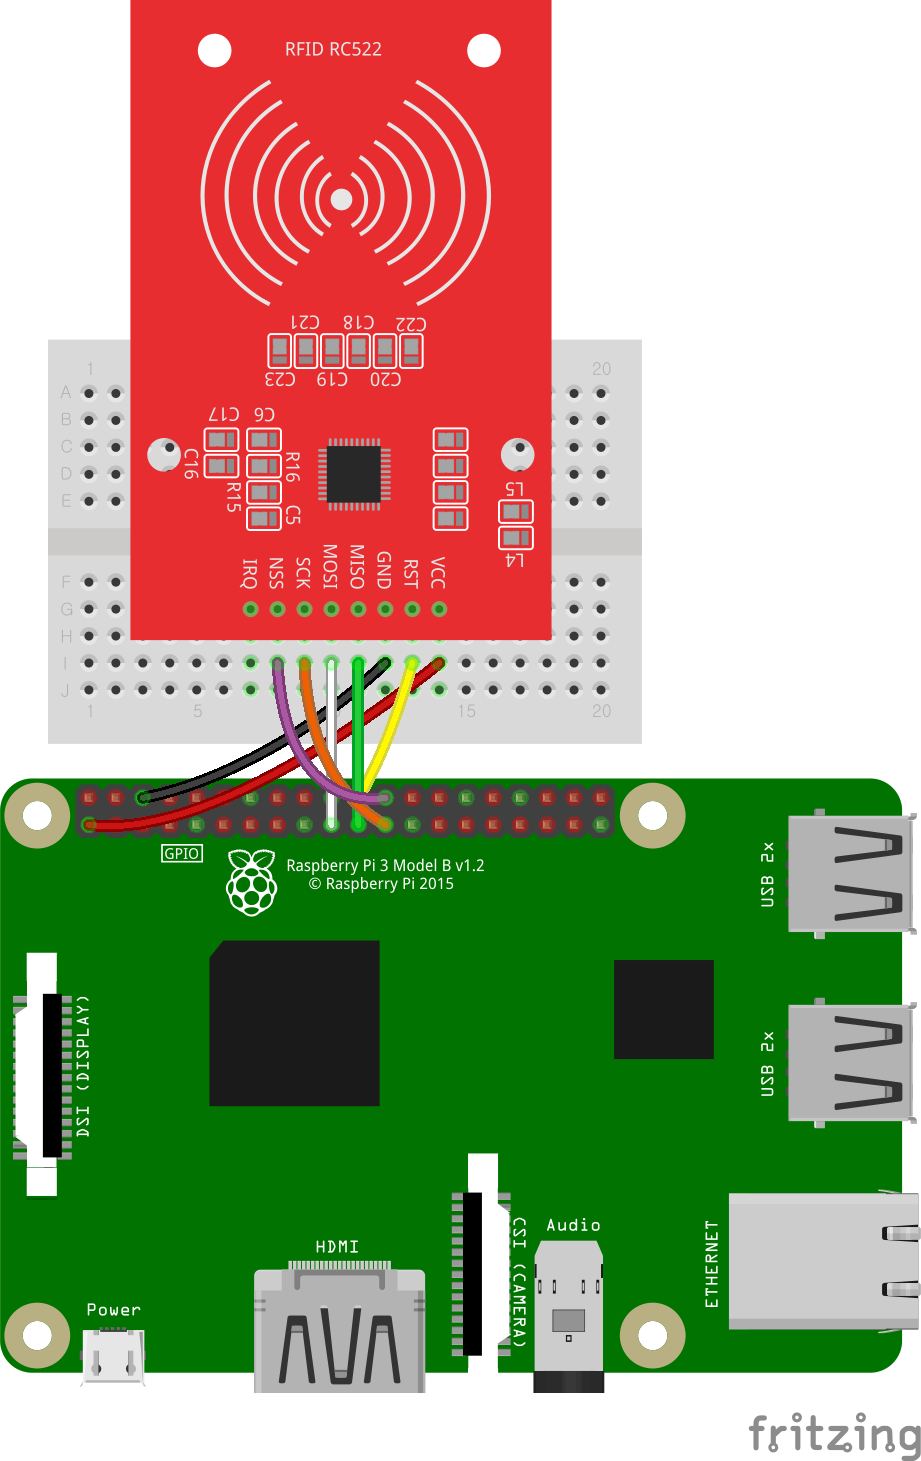 RFID RC522
C21 C18 C22
C23 C19 C20
1 20
A
B
C
D
E
C17 C6
C16 R16
R15 C5
L5
L4
IRQ NSS SCK MOSI MISO GND RST VCC
F
G
H
I
J
1 5 15 20
GPIO
Raspberry Pi 3 Model B v1.2
© Raspberry Pi 2015
USB 2x
DSI (DISPLAY)
USB 2x
HDMI
CSI (CAMERA)
Audio
ETHERNET
Power
fritzing